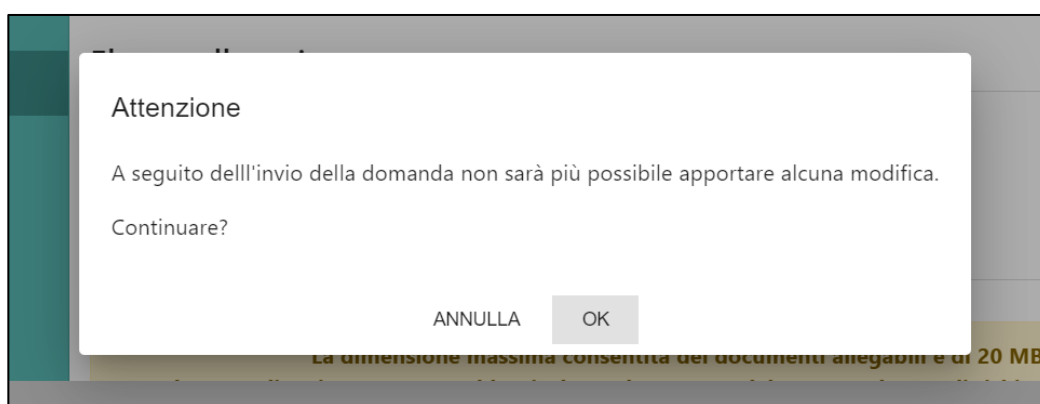 Attenzione
A seguito delll'invio della domanda non sarà più possibile apportare alcuna modifica.
Continuare?
ANNULLA OK
La dimensione massima consentita dei documenti allegabili è di 20 MB